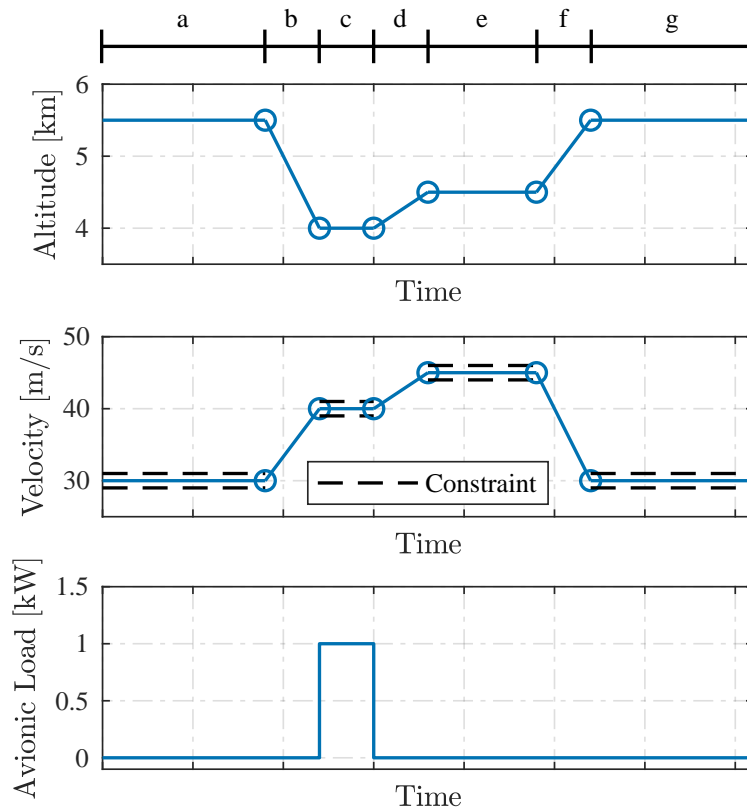 a b c d e f g
6
5
4
Altitude [km]
Time
50
40
30
Velocity [m/s]
Constraint
Time
1.5
1
0.5
0
Avionic Load [kW]
Time